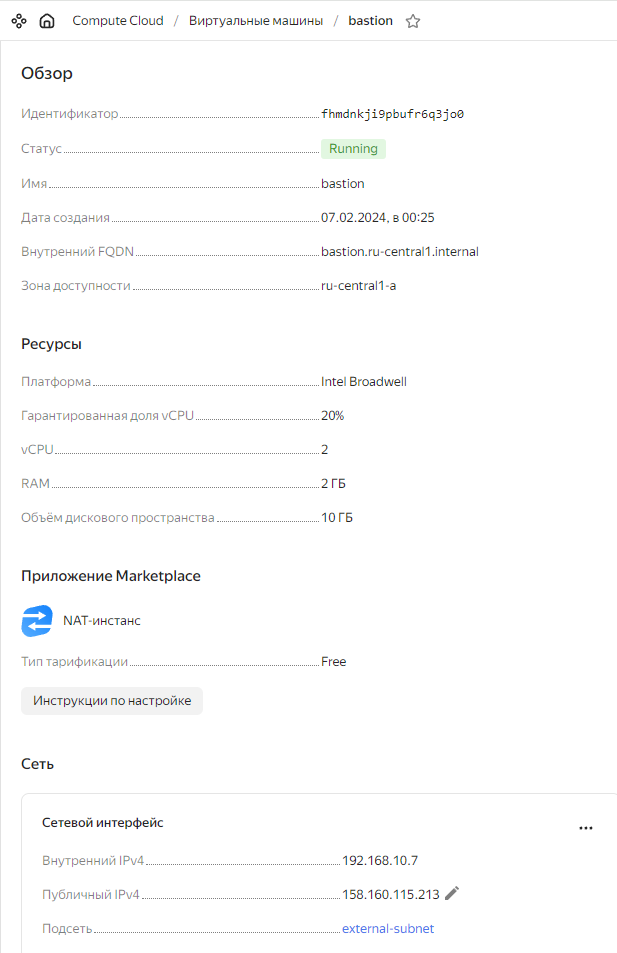 Compute Cloud / Виртуальные машины / bastion
Обзор
Идентификатор fhmdnkji9pbufr6q3jo0
Статус Running
Имя bastion
Дата создания 07.02.2024, в 00:25
Внутренний FQDN bastion.ru-central1.internal
Зона доступности ru-central1-a
Ресурсы
Платформа Intel Broadwell
Гарантированная доля vCPU 20%
vCPU 2
RAM 2 ГБ
Объём дискового пространства 10 ГБ
Приложение Marketplace
NAT-инстанс
Тип тарификации Free
Инструкции по настройке
Сеть
Сетевой интерфейс
Внутренний IPv4 192.168.10.7
Публичный IPv4 158.160.115.213
Подсеть external-subnet